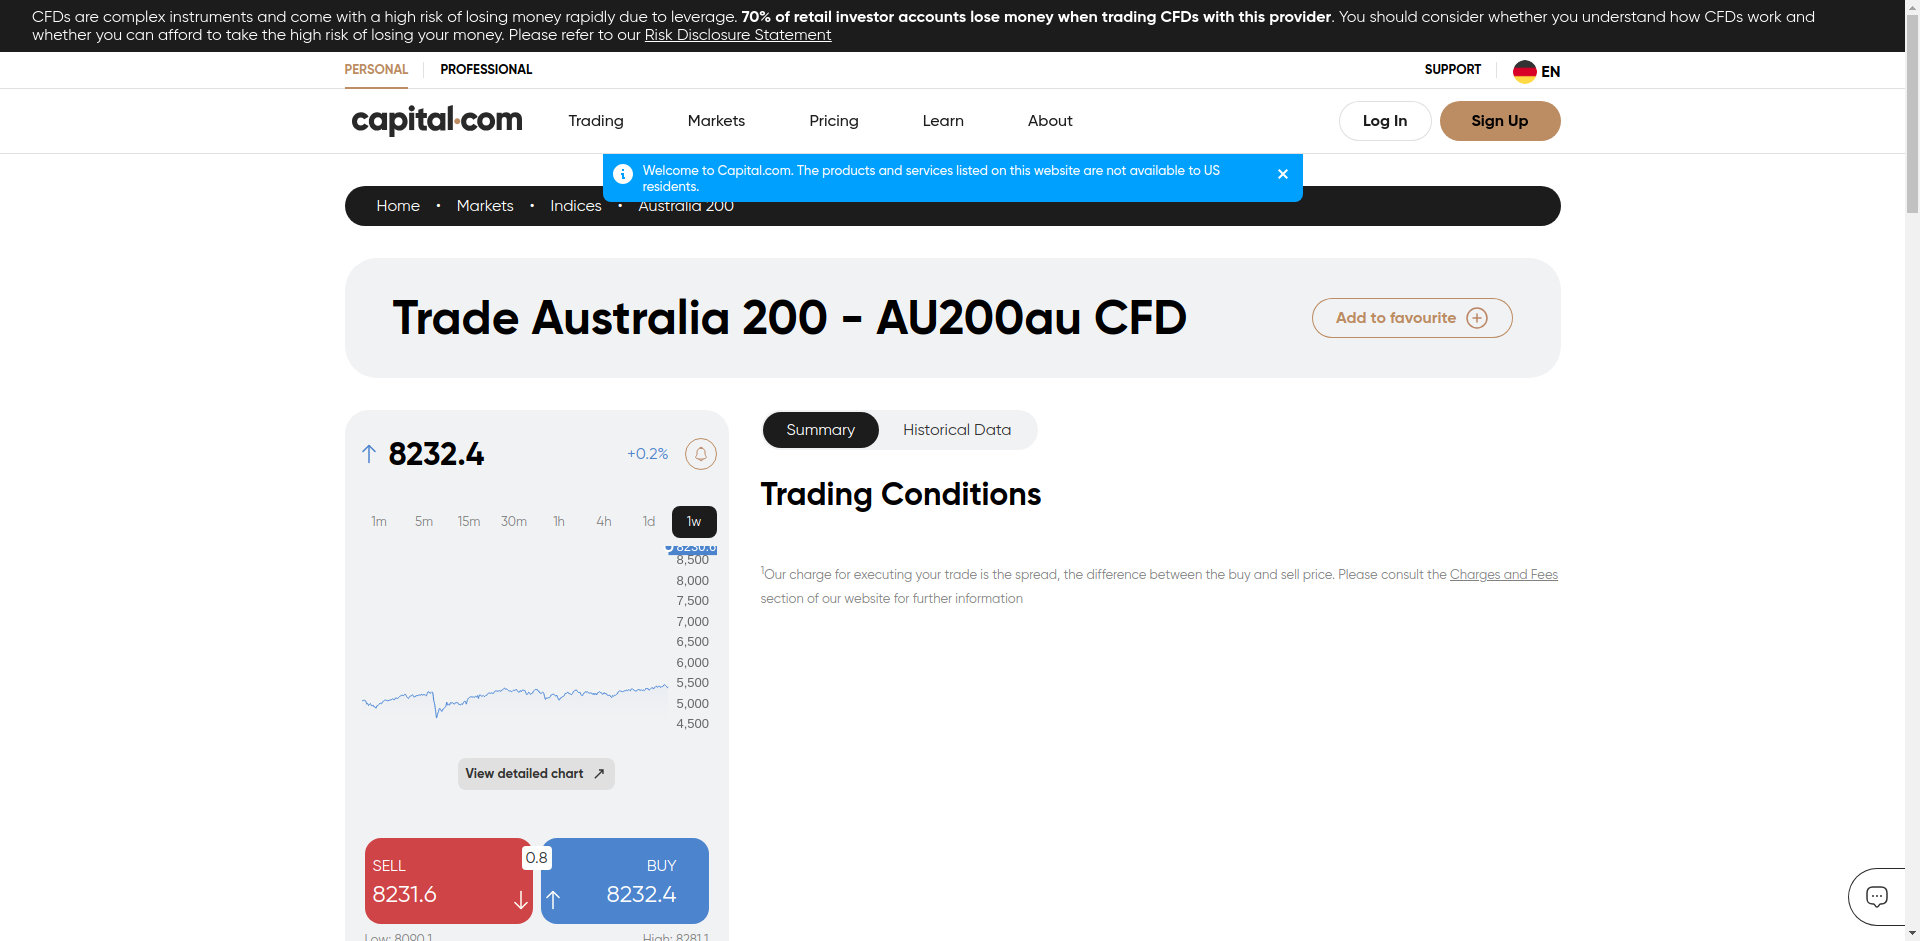 CFDs are complex instruments and come with a high risk of losing money rapidly due to leverage. 70% of retail investor accounts lose money when trading CFDs with this provider. You should consider whether you understand how CFDs work and
whether you can afford to take the high risk of losing your money. Please refer to our Risk Disclosure Statement
PERSONAL PROFESSIONAL SUPPORT EN
capital.com Trading Markets Pricing Learn About Log In Sign Up
Welcome to Capital.com. The products and services listed on this website are not available to US
residents.
Home • Markets • Indices • Australia 200
Trade Australia 200 - AU200au CFD
Add to favourite
8232.4 +0.2%
Summary Historical Data
Trading Conditions
1m 5m 15m 30m 1h 4h 1d 1w
8230.6
8,500
8,000
7,500
7,000
6,500
6,000
5,500
5,000
4,500
1Our charge for executing your trade is the spread, the difference between the buy and sell price. Please consult the Charges and Fees
section of our website for further information
View detailed chart
SELL 0.8 BUY
8231.6 8232.4
Low: 8090.1 High: 8281.1